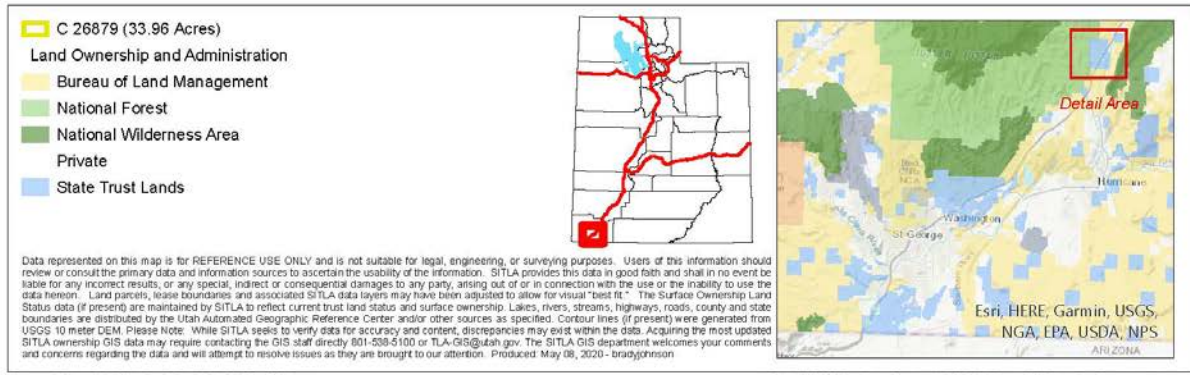 C 26879 (33.96 Acres)
Land Ownership and Administration
Bureau of Land Management
National Forest
National Wilderness Area
Private
State Trust Lands
Data represented on this map is for REFERENCE USE ONLY and is not suitable for legal, engineering, or surveying purposes. Users of this information should
review or consult the primary data and information sources to ascertain the usability of the information. SITLA provides this data in good faith and shall in no event be
liable for any incorrect results, or any special, indirect or consequential damages to any party, arising out of or in connection with the use or the inability to use the
data hereon. Land parcels, lease boundaries and associated SITLA data layers may have been adjusted to allow for visual "best fit." The Surface Ownership Land
Status data (if present) are maintained by SITLA to reflect current trust land status and surface ownership. Lakes, rivers, streams, highways, roads, county and state
boundaries are distributed by the Utah Automated Geographic Reference Center and/or other sources as specified. Contour lines (if present) were generated from
USGS 10 meter DEM. Please Note: While SITLA seeks to verify data for accuracy and content, discrepancies may exist within the data. Acquiring the most updated
SITLA ownership GIS data may require contacting the GIS staff directly 801-538-5100 or TLA-GIS@utah.gov. The SITLA GIS department welcomes your comments
and concerns regarding the data and will attempt to resolve issues as they are brought to our attention. Produced: May 08, 2020 - bradyjohnson
Detail Area
Hurricane
Washington
St George
Esri, HERE, Garmin, USGS,
NGA, EPA, USDA, NPS
ARIZONA